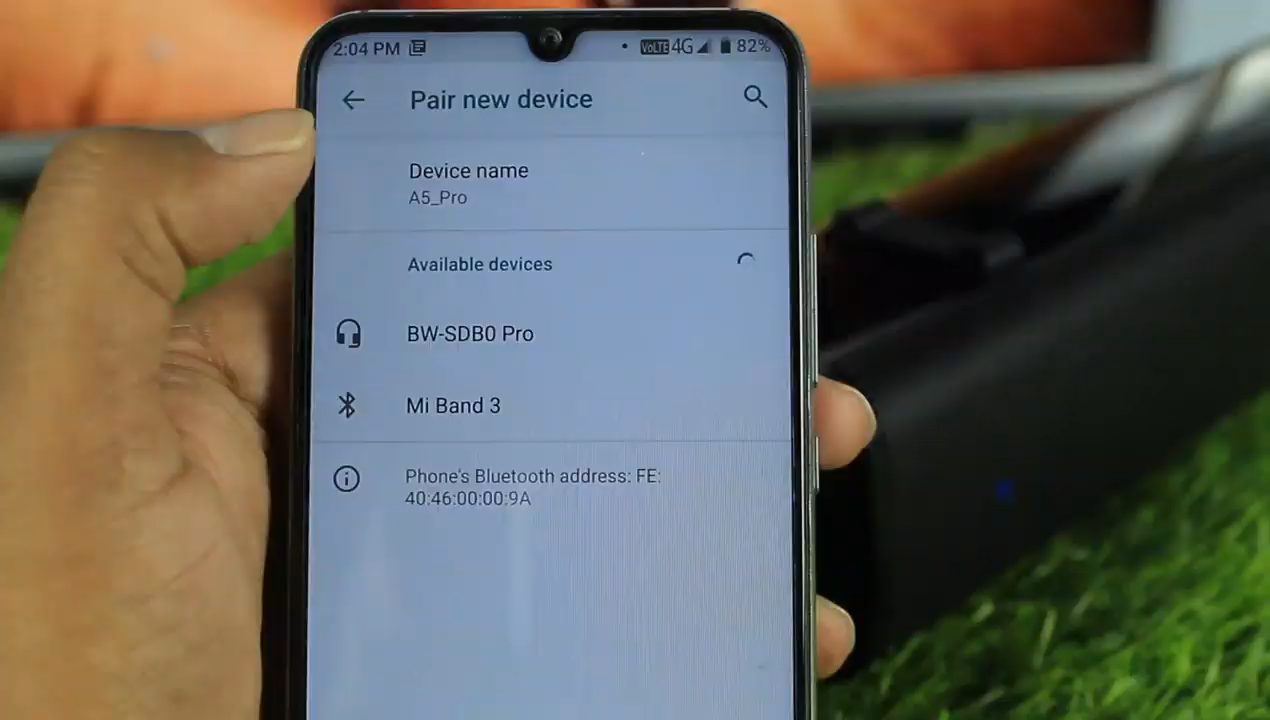 2:04 PM VoLTE 4G 82%
Pair new device
Device name
A5_Pro
Available devices
BW-SDB0 Pro
Mi Band 3
Phone's Bluetooth address: FE:
40:46:00:00:9A